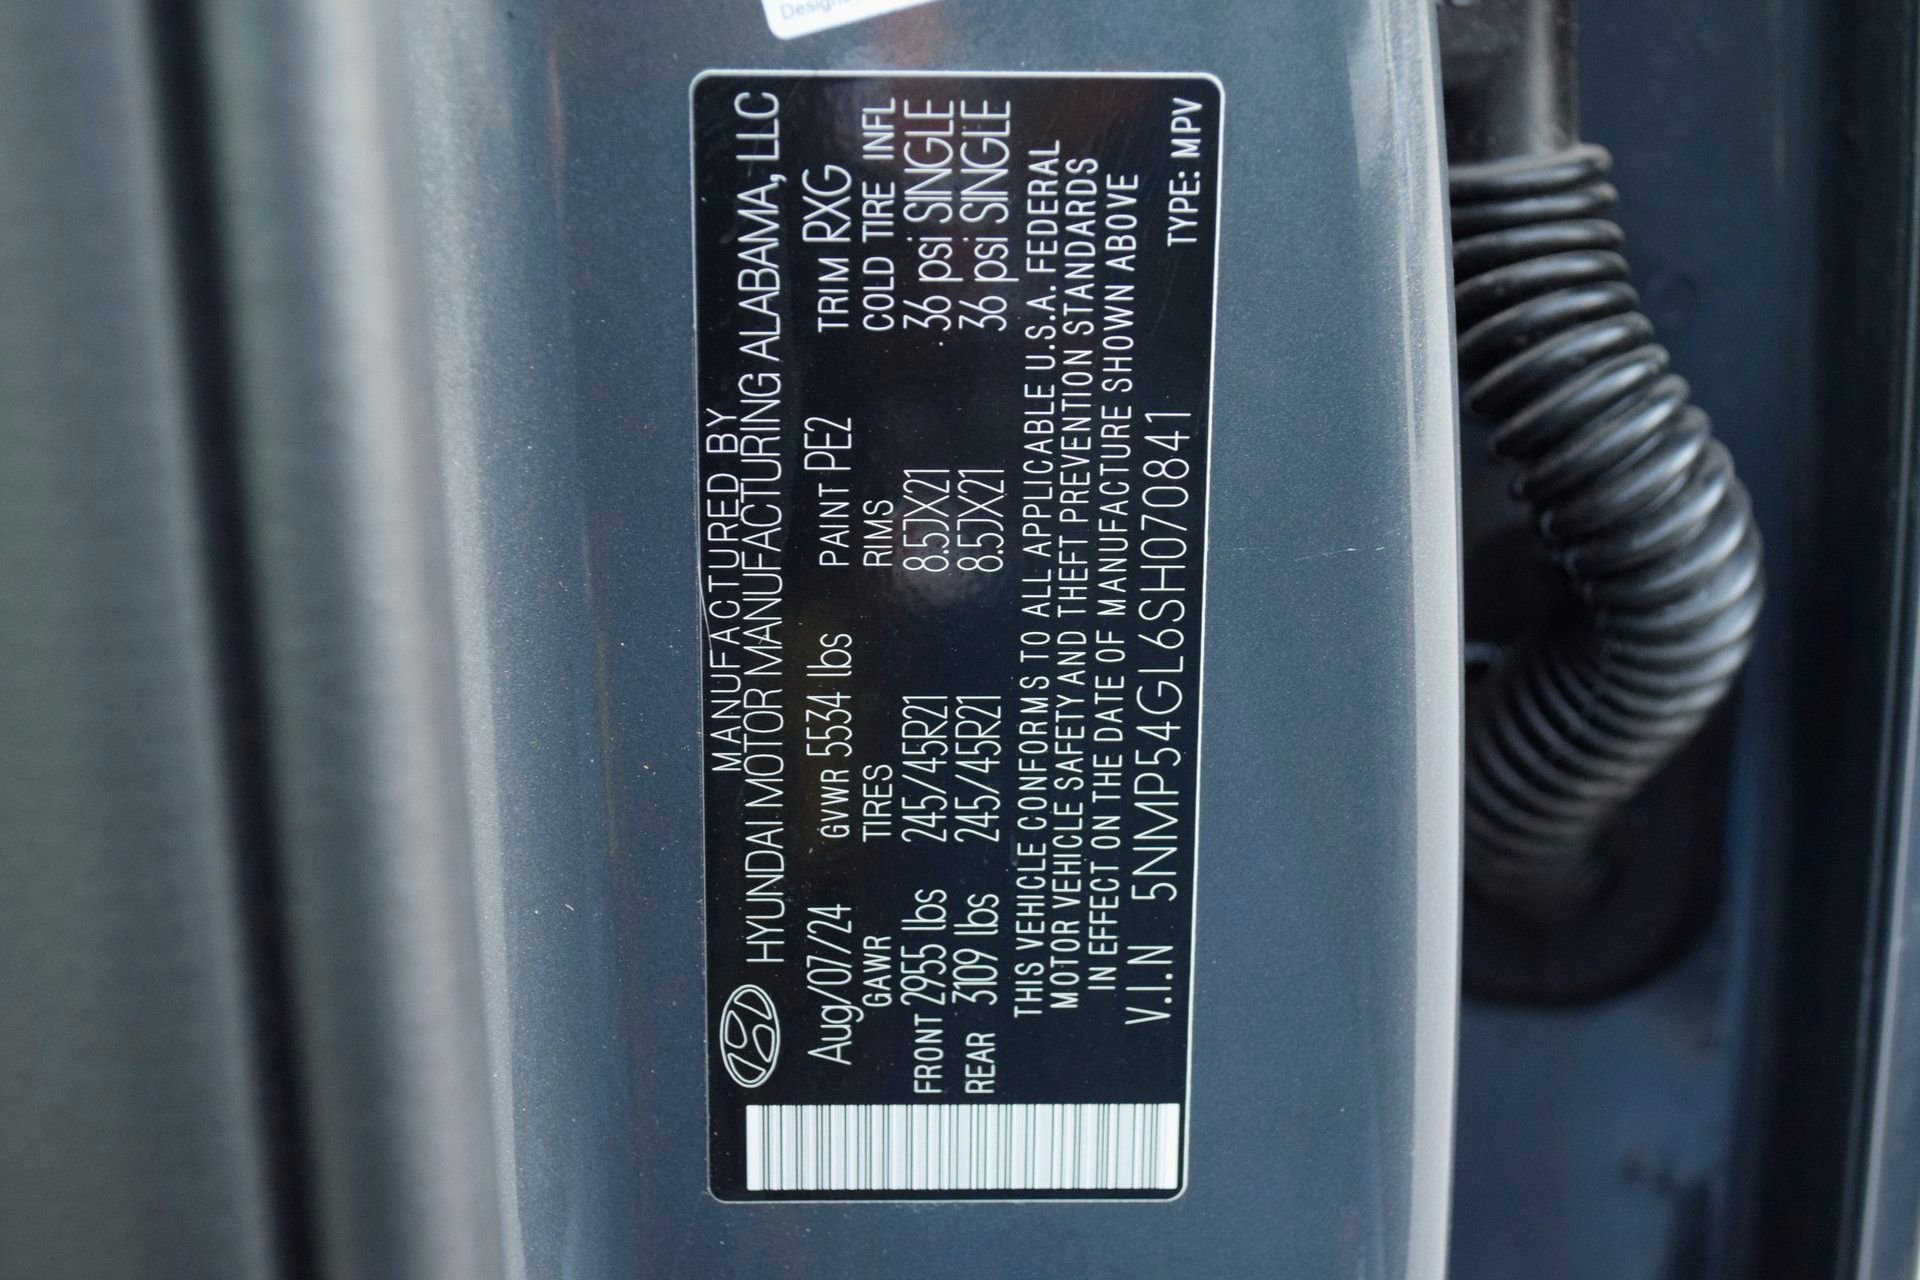 Designe
MANUFACTURED BY
HYUNDAI MOTOR MANUFACTURING ALABAMA, LLC
Aug/07/24 GVWR 5534 lbs PAINT PE2 TRIM RXG
GAWR TIRES RIMS COLD TIRE INFL
FRONT 2955 lbs 245/45R21 8.5JX21 36 psi SINGLE
REAR 3109 lbs 245/45R21 8.5JX21 36 psi SINGLE
THIS VEHICLE CONFORMS TO ALL APPLICABLE U.S.A. FEDERAL
MOTOR VEHICLE SAFETY AND THEFT PREVENTION STANDARDS
IN EFFECT ON THE DATE OF MANUFACTURE SHOWN ABOVE
V.I.N 5NMP54GL6SH070841 TYPE: MPV